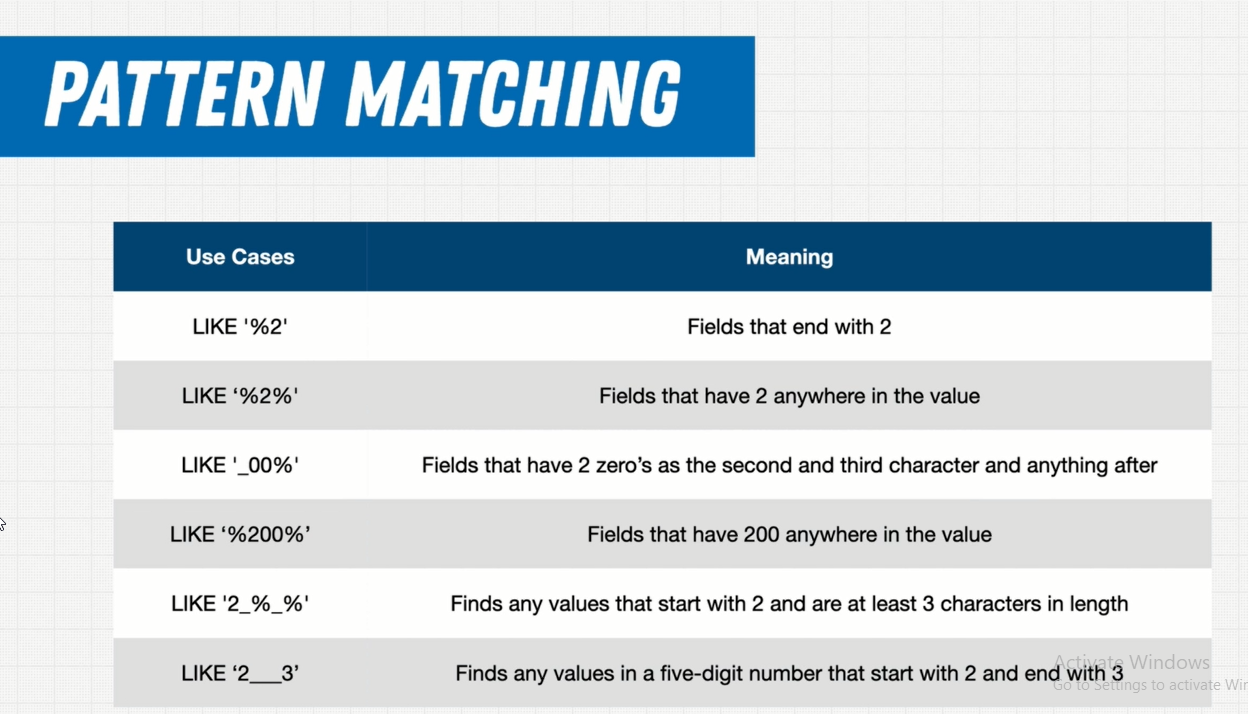 PATTERN MATCHING
Use Cases Meaning
LIKE '%2' Fields that end with 2
LIKE ‘%2%' Fields that have 2 anywhere in the value
LIKE '_00%' Fields that have 2 zero’s as the second and third character and anything after
LIKE ‘%200%’ Fields that have 200 anywhere in the value
LIKE '2_%_%' Finds any values that start with 2 and are at least 3 characters in length
LIKE ‘2___3’ Finds any values in a five-digit number that start with 2 and end with 3
Activate Windows
Go to Settings to activate